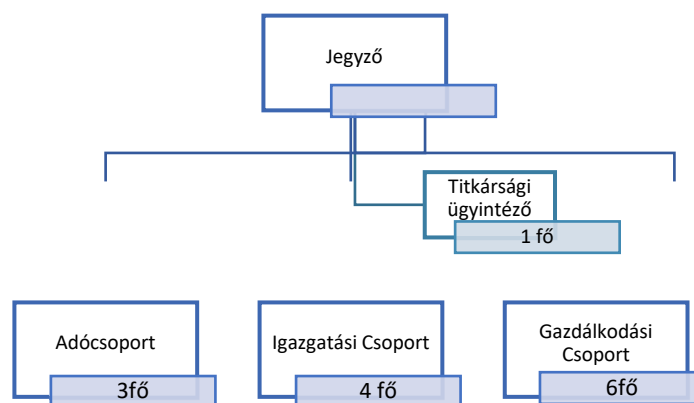 Jegyző
Titkársági
ügyintéző
1 fő
Adócsoport
3fő
Igazgatási Csoport
4 fő
Gazdálkodási
Csoport
6fő